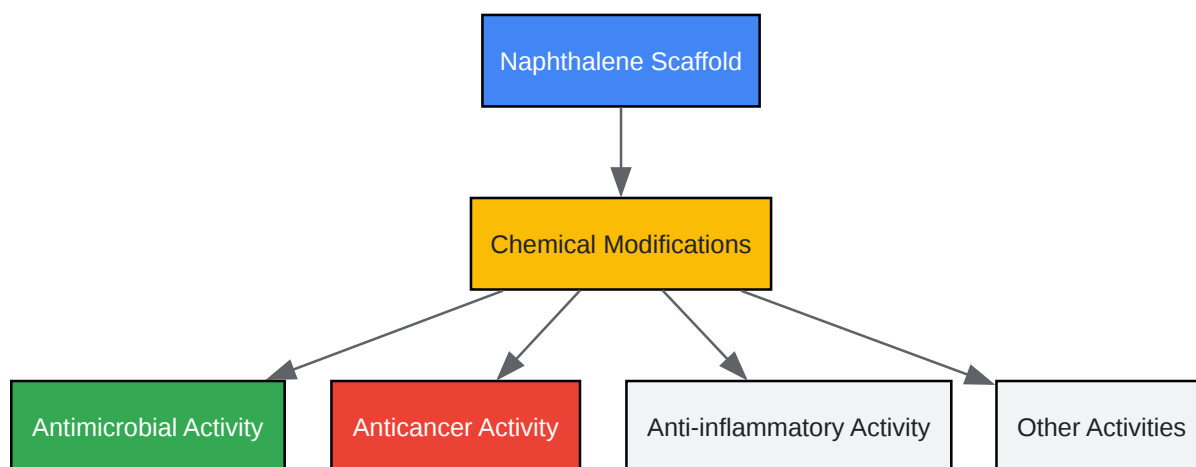 Naphthalene Scaffold
Chemical Modifications
Antimicrobial Activity
Anticancer Activity
Anti-inflammatory Activity
Other Activities